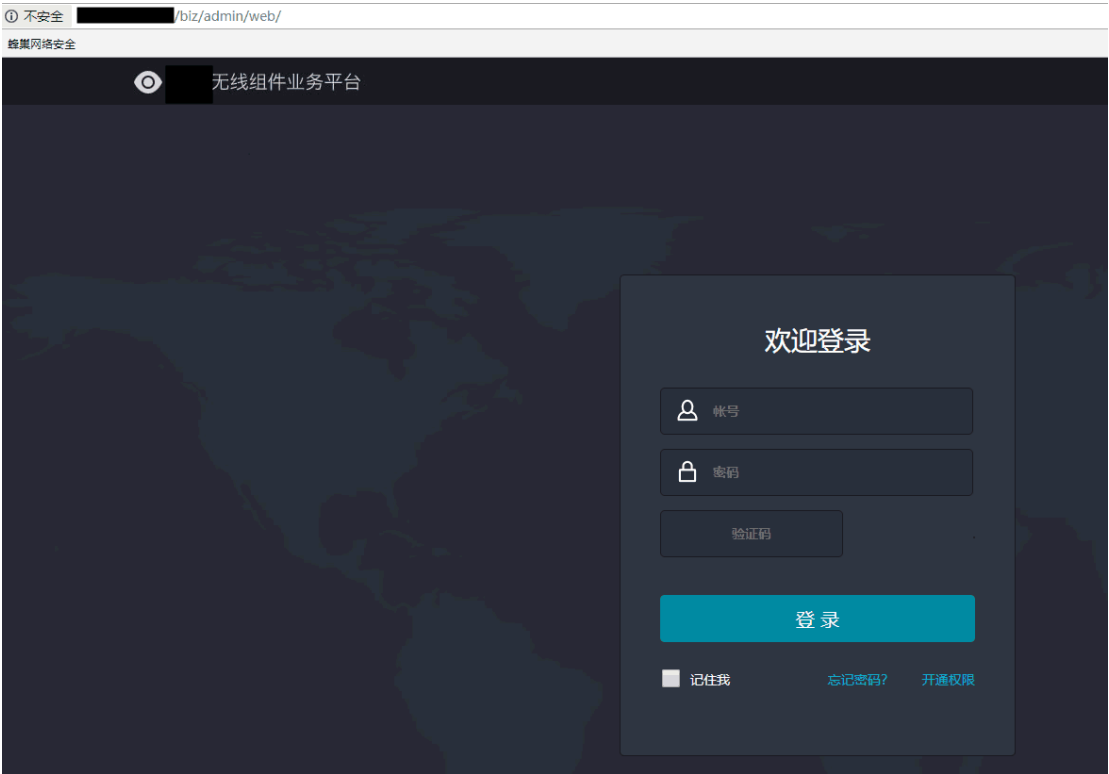 不安全 /biz/admin/web/
蜂巢网络安全
无线组件业务平台
欢迎登录
帐号
密码
验证码
登 录
记住我 忘记密码? 开通权限